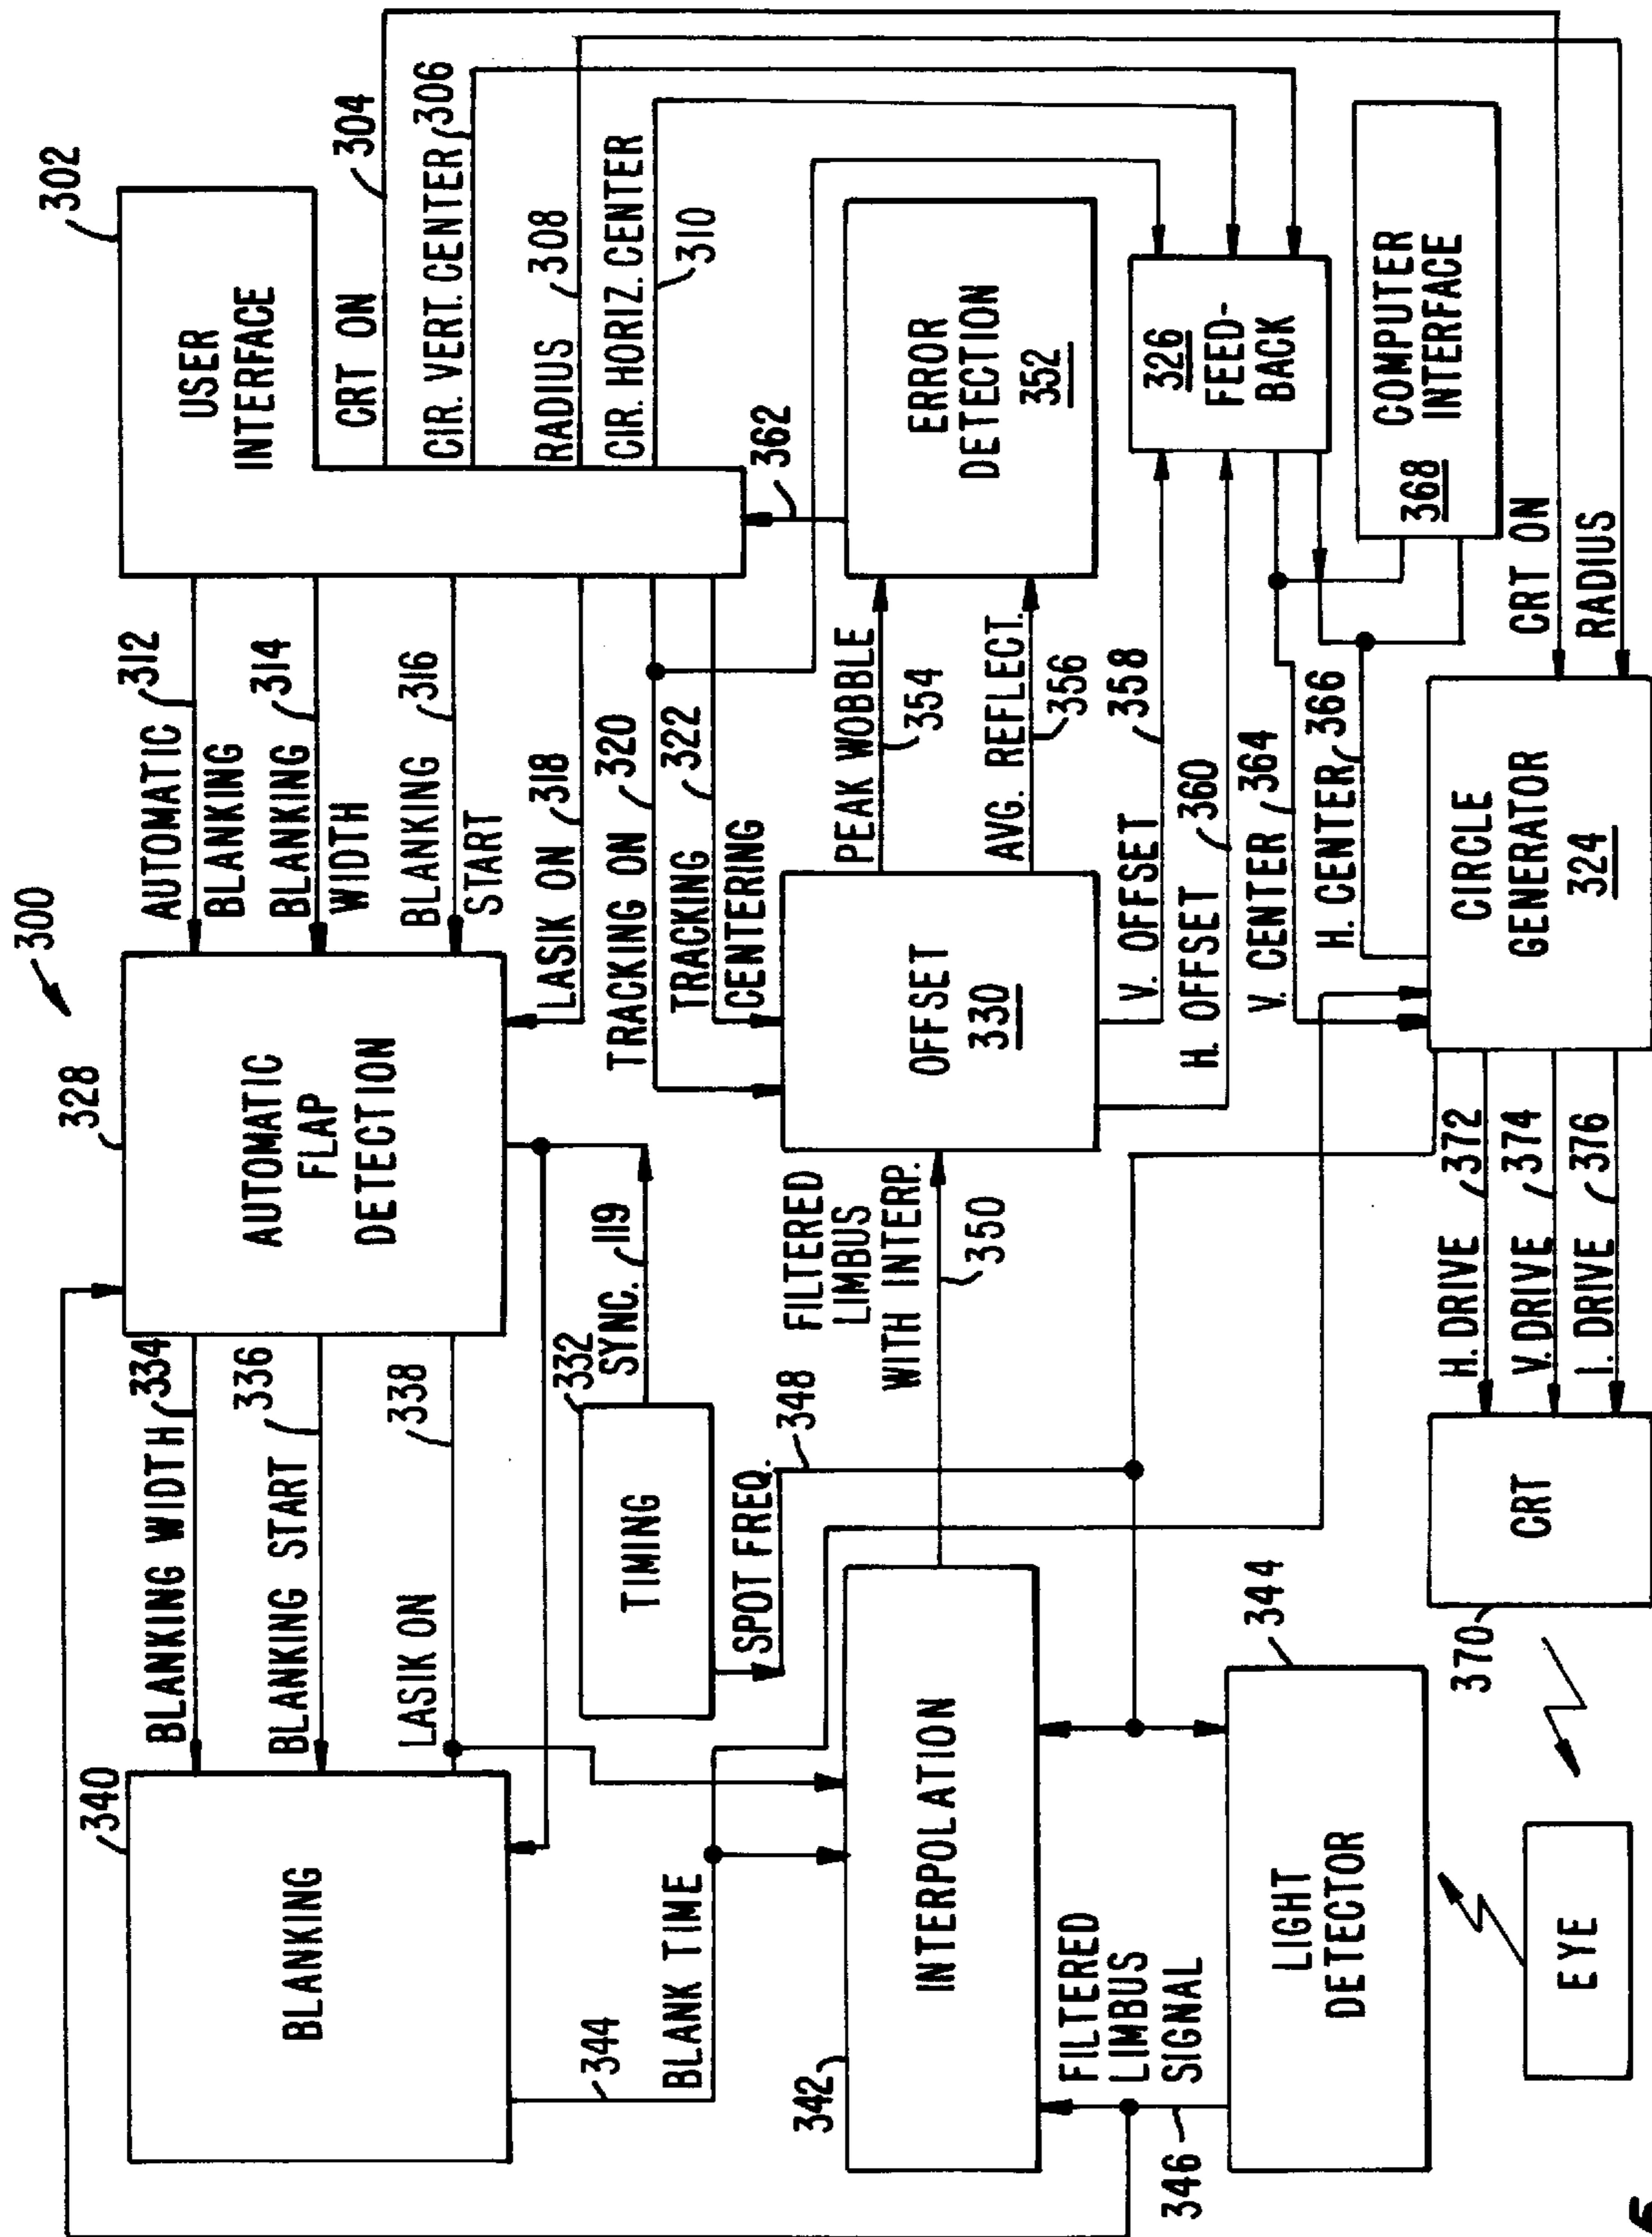 300
302
USER
INTERFACE
CRT ON
304
CIR. VERT. CENTER
306
RADIUS
308
CIR. HORIZ. CENTER
310
312
AUTOMATIC
BLANKING
314
BLANKING
WIDTH
316
BLANKING
START
LASIK ON
318
TRACKING ON
320
TRACKING
CENTERING
322
328
AUTOMATIC
FLAP
DETECTION
BLANKING WIDTH
334
BLANKING START
336
LASIK ON
338
340
BLANKING
332
SYNC.
119
TIMING
SPOT FREQ.
348
344
BLANK TIME
342
INTERPOLATION
FILTERED
LIMBUS
WITH INTERP.
350
OFFSET
330
PEAK WOBBLE
354
AVG. REFLECT.
356
362
ERROR
DETECTION
352
V. OFFSET
358
H. OFFSET
360
326
FEED-
BACK
V. CENTER
364
H. CENTER
366
COMPUTER
INTERFACE
368
CRT ON
RADIUS
CIRCLE
GENERATOR
324
H. DRIVE
372
V. DRIVE
374
I. DRIVE
376
CRT
370
FILTERED
LIMBUS
SIGNAL
346
344
LIGHT
DETECTOR
EYE